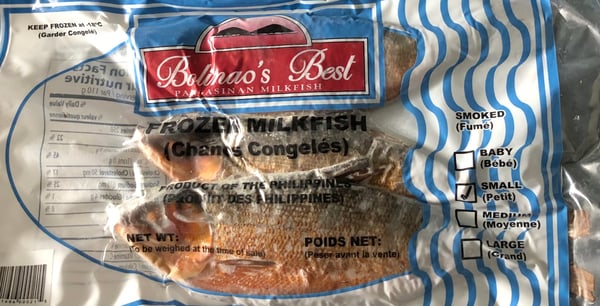 KEEP FROZEN at -18°C
(Garder Congelé)
Bolinao's Best
PANGASINAN MILKFISH
FROZEN MILKFISH
(Chanos Congelés)
PRODUCT OF THE PHILIPPINES
(PRODUIT DES PHILIPPINES)
NET WT:
(To be weighed at the time of sale)
POIDS NET:
(Peser avant la vente)
SMOKED
(Fumé)
BABY
(Bébé)
SMALL
(Petit)
MEDIUM
(Moyenne)
LARGE
(Grand)